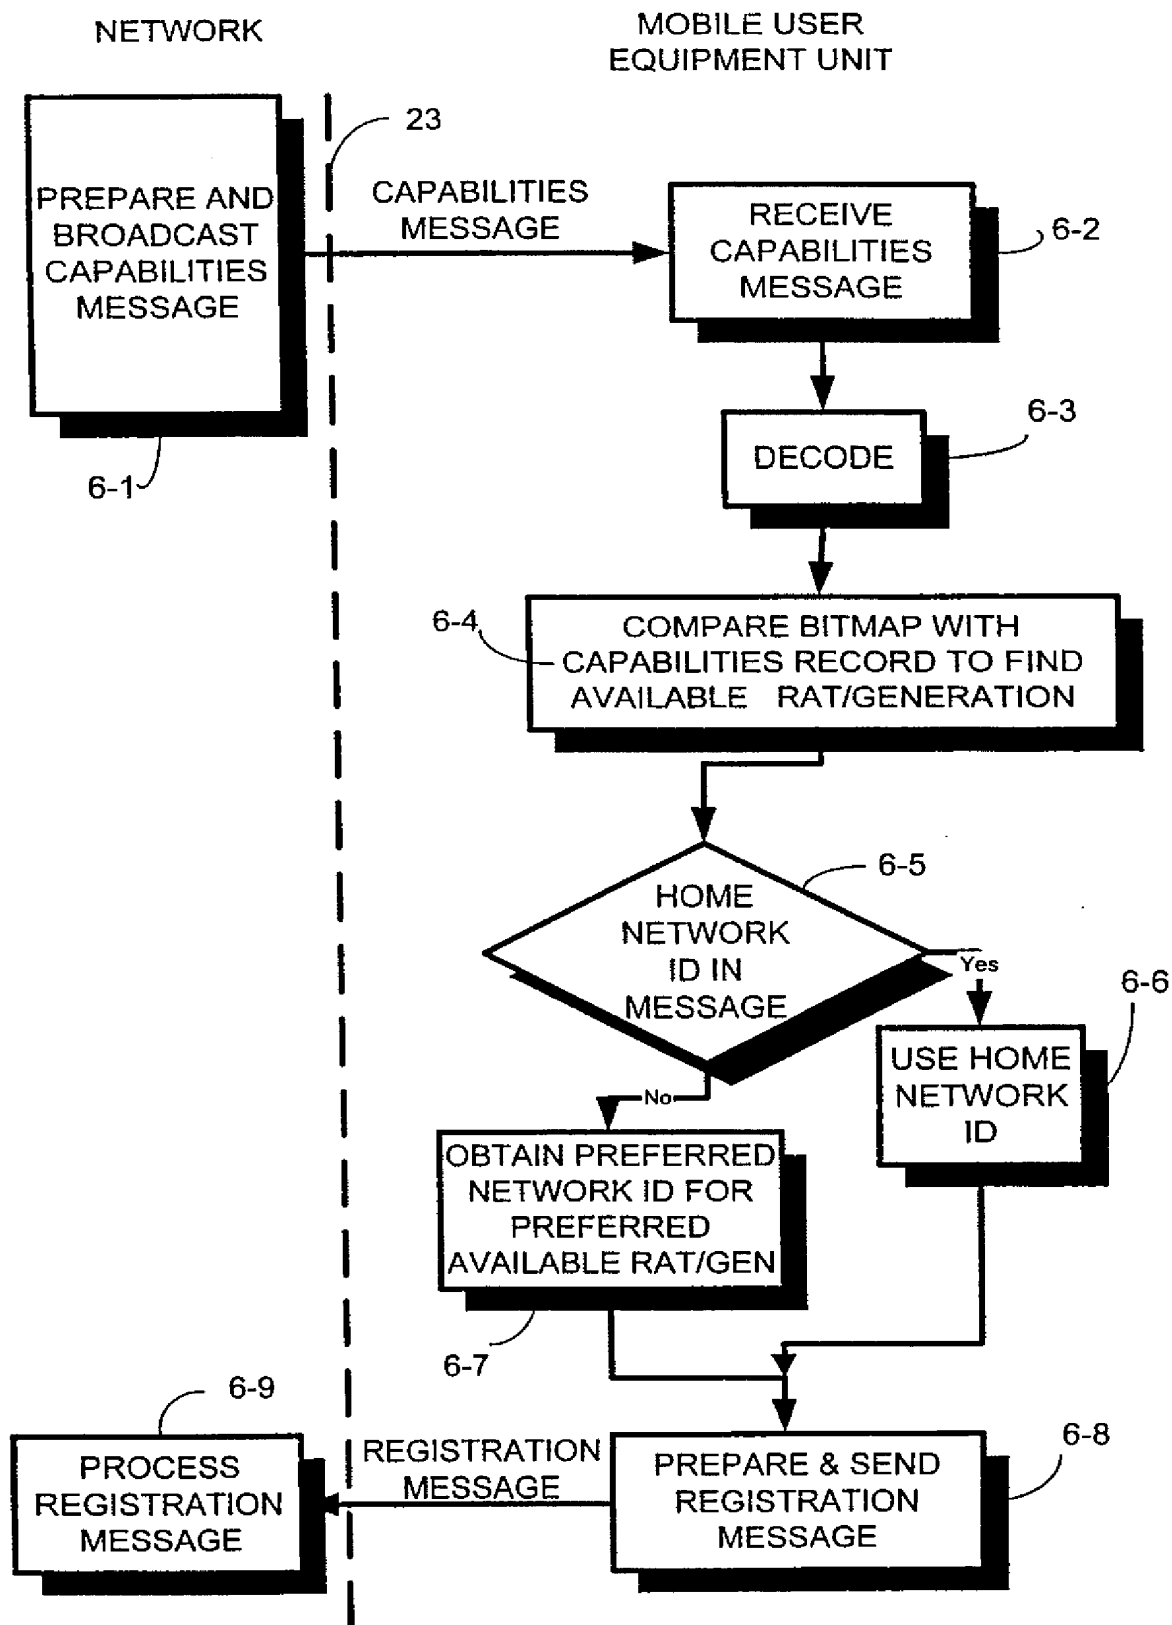 NETWORK
MOBILE USER
EQUIPMENT UNIT
23
PREPARE AND
BROADCAST
CAPABILITIES
MESSAGE
6-1
CAPABILITIES
MESSAGE
RECEIVE
CAPABILITIES
MESSAGE
6-2
DECODE
6-3
6-4
COMPARE BITMAP WITH
CAPABILITIES RECORD TO FIND
AVAILABLE RAT/GENERATION
HOME
NETWORK
ID IN
MESSAGE
6-5
Yes
6-6
USE HOME
NETWORK
ID
No
OBTAIN PREFERRED
NETWORK ID FOR
PREFERRED
AVAILABLE RAT/GEN
6-7
6-9
PROCESS
REGISTRATION
MESSAGE
REGISTRATION
MESSAGE
PREPARE & SEND
REGISTRATION
MESSAGE
6-8